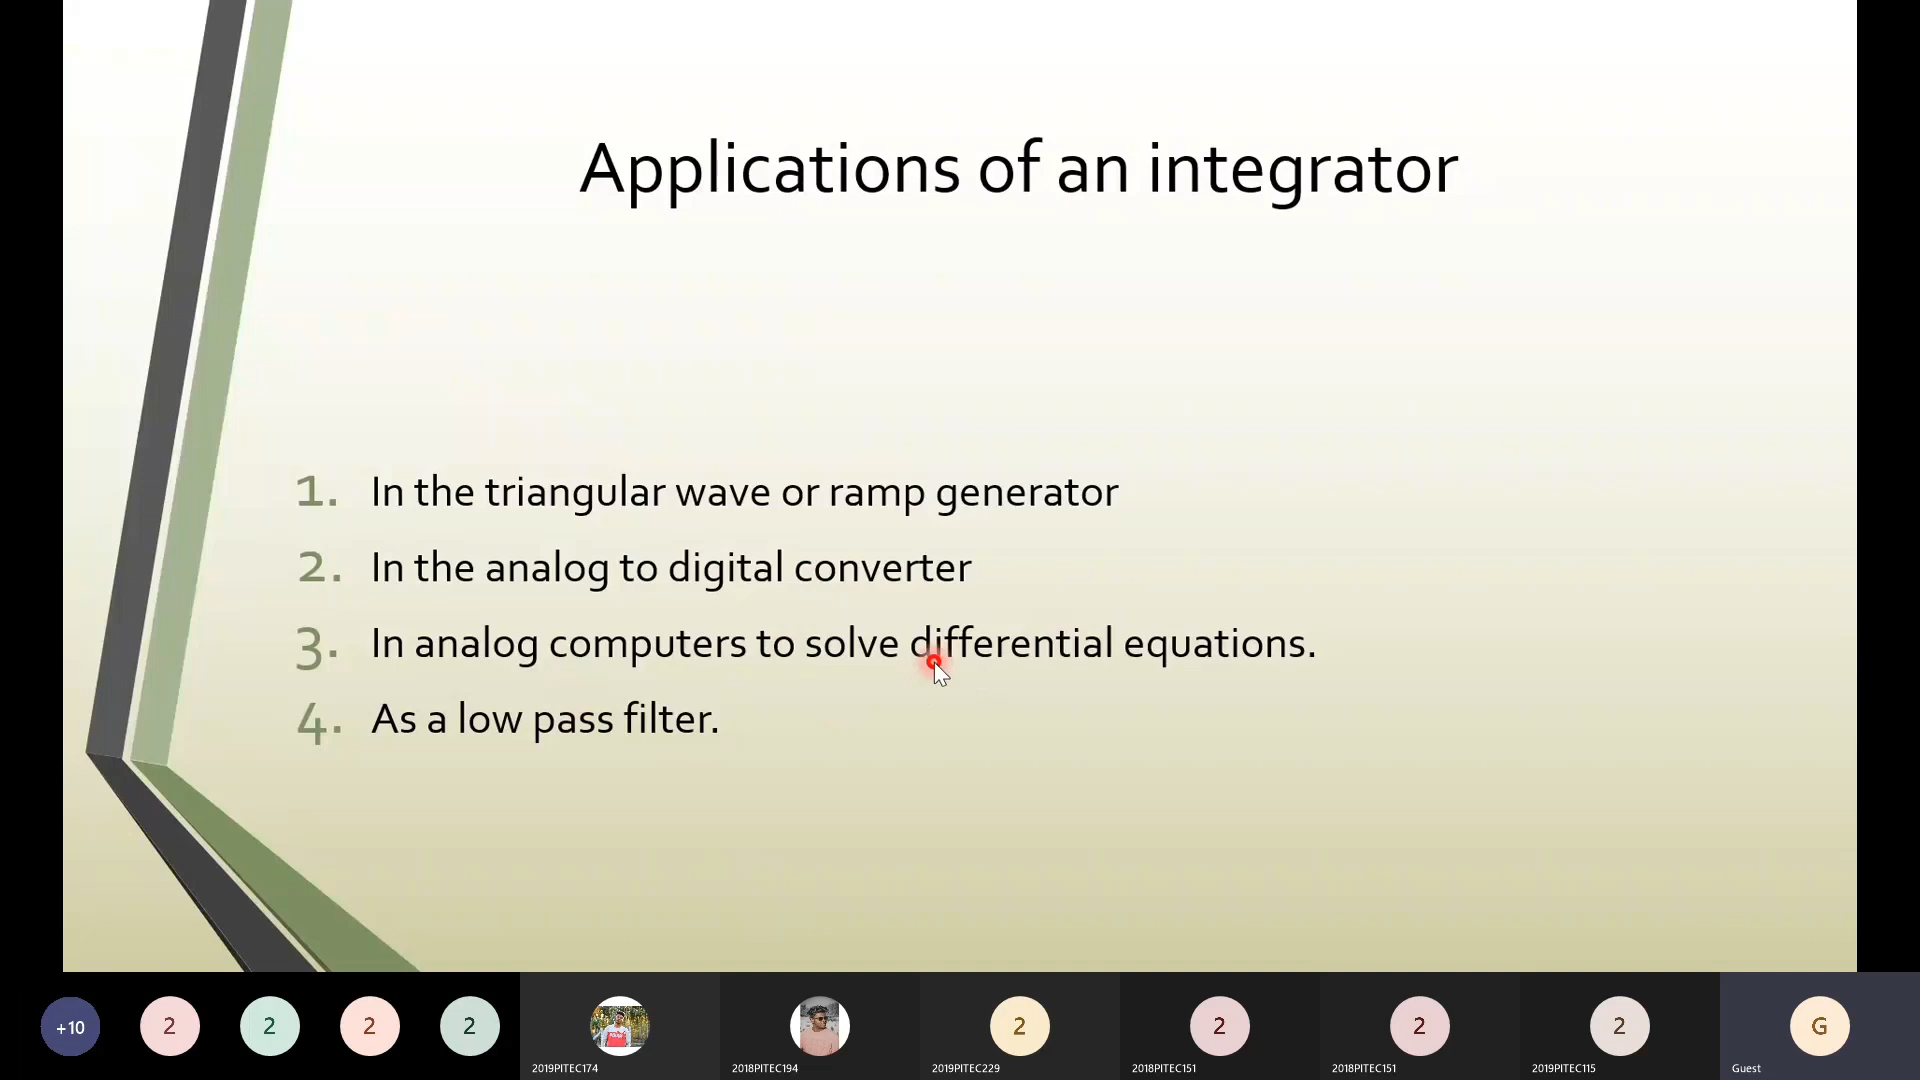 Applications of an integrator
1. In the triangular wave or ramp generator
2. In the analog to digital converter
3. In analog computers to solve differential equations.
4. As a low pass filter.
+10
2
2
2
2
2
2
2
2
G
2019PITEC174
2018PITEC194
2019PITEC229
2018PITEC151
2018PITEC151
2019PITEC115
Guest